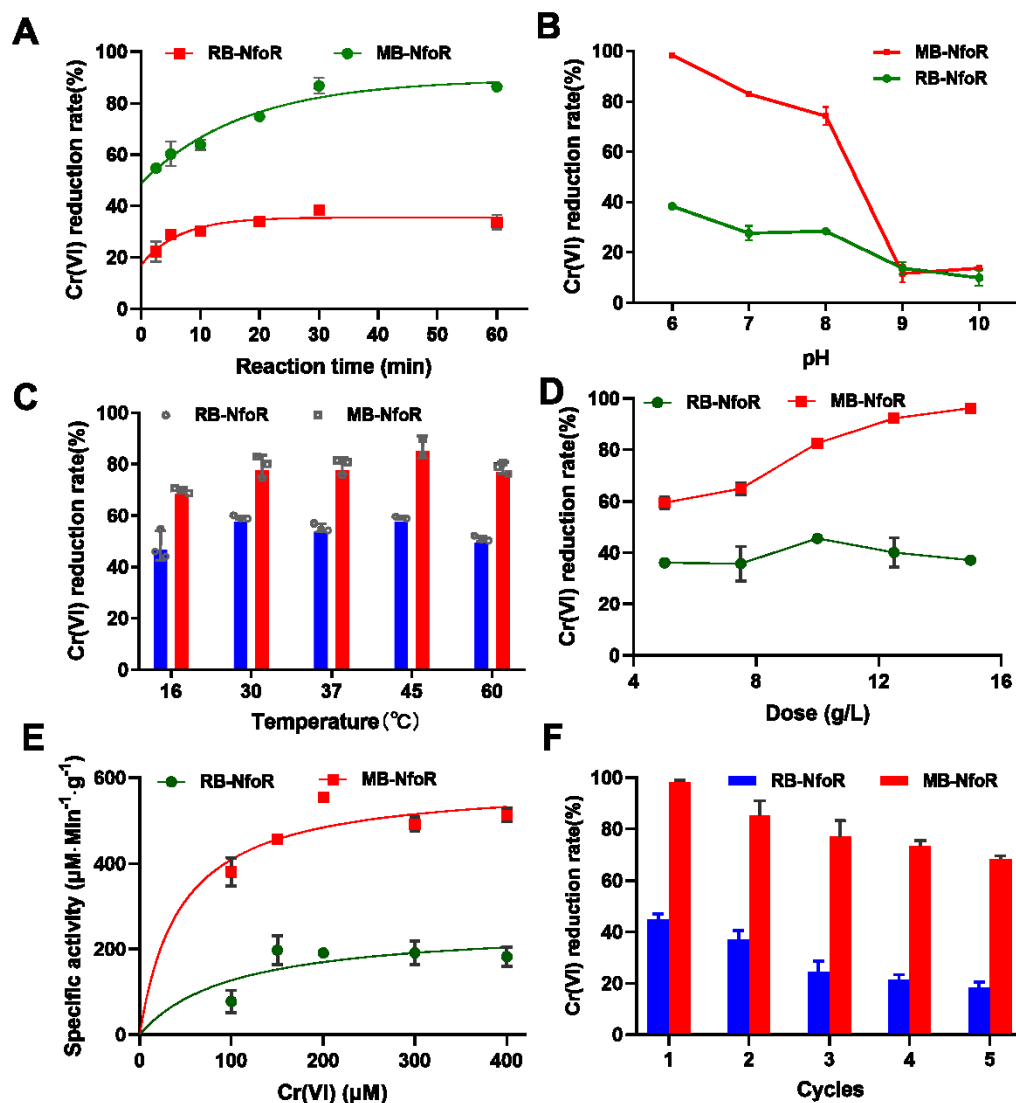 A
RB-NfoR
MB-NfoR
Cr(VI) reduction rate(%)
100
80
60
40
20
0
0 10 20 30 40 50 60
Reaction time (min)
B
MB-NfoR
RB-NfoR
Cr(VI) reduction rate(%)
100
80
60
40
20
0
6 7 8 9 10
pH
C
RB-NfoR
MB-NfoR
Cr(VI) reduction rate(%)
100
80
60
40
20
0
16 30 37 45 60
Temperature(℃)
D
RB-NfoR
MB-NfoR
Cr(VI) reduction rate(%)
100
80
60
40
20
0
4 8 12 16
Dose (g/L)
E
RB-NfoR
MB-NfoR
Specific activity (μM·Min⁻¹·g⁻¹)
600
400
200
0
0 100 200 300 400
Cr(VI) (μM)
F
RB-NfoR
MB-NfoR
Cr(VI) reduction rate(%)
100
80
60
40
20
0
1 2 3 4 5
Cycles